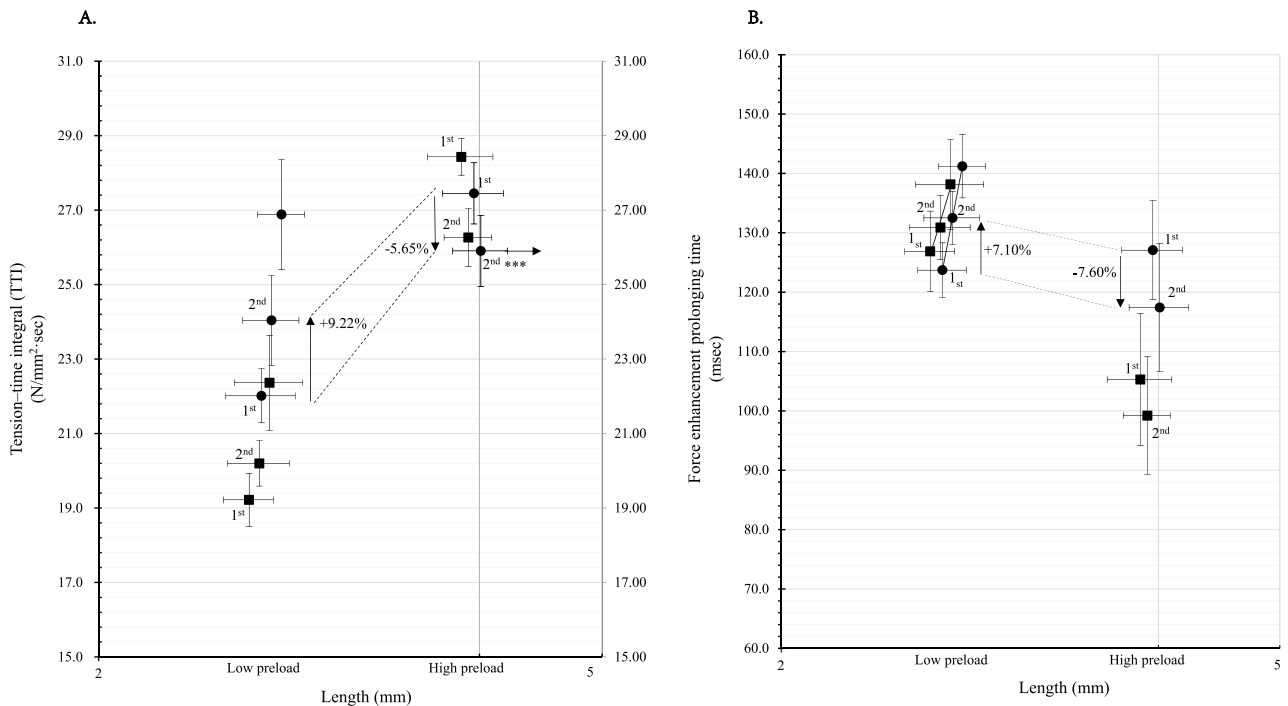 A.
31.0
29.0
27.0
25.0
23.0
21.0
19.0
17.0
15.0
31.00
29.00
27.00
25.00
23.00
21.00
19.00
17.00
15.00
Tension–time integral (TTI)
(N/mm²·sec)
1st
1st
2nd
-5.65%
2nd ***
2nd
+9.22%
1st
2nd
1st
2
Low preload
High preload
5
Length (mm)
B.
160.0
150.0
140.0
130.0
120.0
110.0
100.0
90.0
80.0
70.0
60.0
Force enhancement prolonging time
(msec)
2nd
2nd
1st
1st
+7.10%
1st
-7.60%
2nd
1st
2nd
2
Low preload
High preload
5
Length (mm)